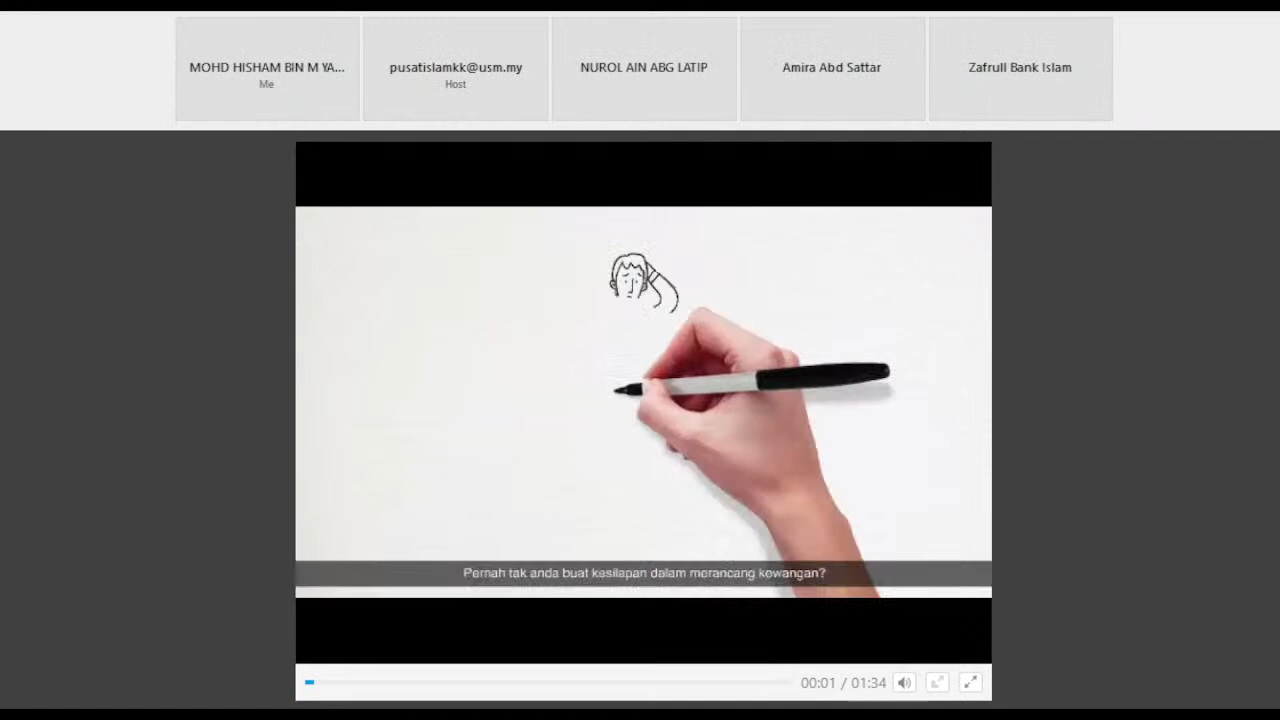 MOHD HISHAM BIN M YA...
Me
pusatislamkk@usm.my
Host
NUROL AIN ABG LATIP
Amira Abd Sattar
Zafrull Bank Islam
Pernah tak anda buat kesilapan dalam merancang kewangan?
00:01 / 01:34